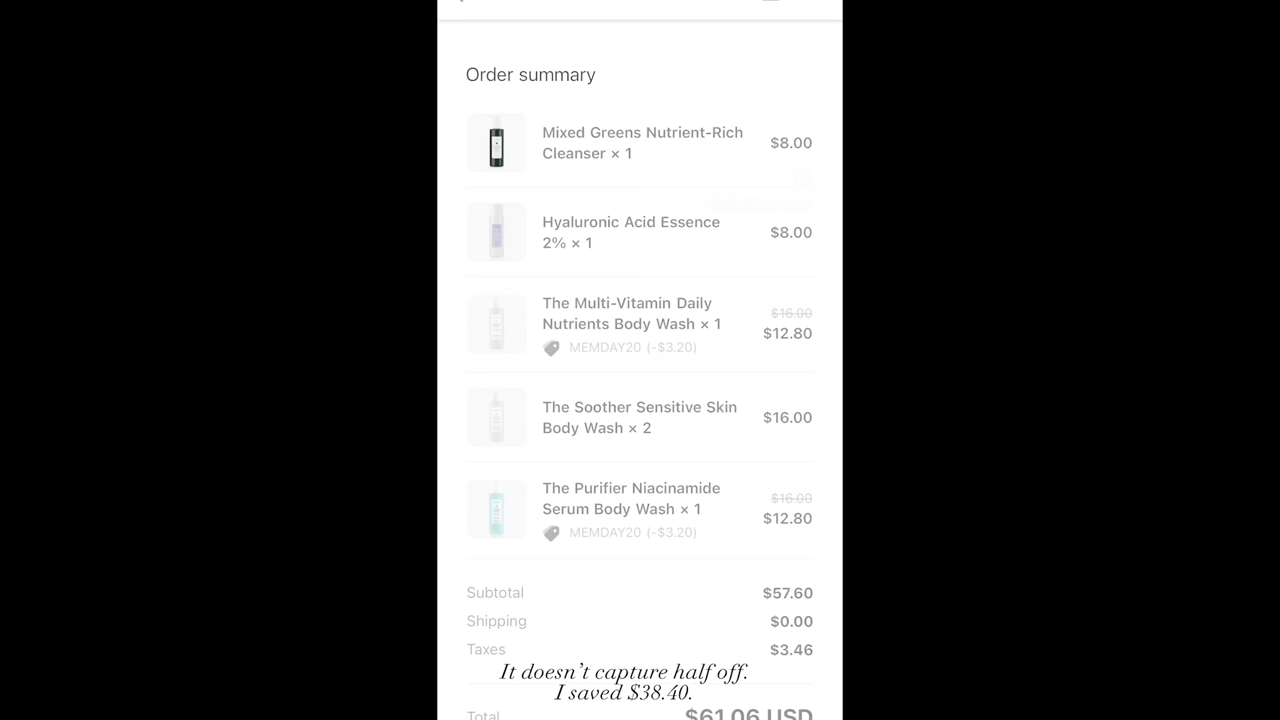 Order summary
Mixed Greens Nutrient-Rich
Cleanser × 1
$8.00
Hyaluronic Acid Essence
2% × 1
$8.00
The Multi-Vitamin Daily
Nutrients Body Wash × 1
MEMDAY20 (-$3.20)
$16.00
$12.80
The Soother Sensitive Skin
Body Wash × 2
$16.00
The Purifier Niacinamide
Serum Body Wash × 1
MEMDAY20 (-$3.20)
$16.00
$12.80
Subtotal $57.60
Shipping $0.00
Taxes $3.46
It doesn't capture half off.
I saved $38.40.
Total $61.06 USD